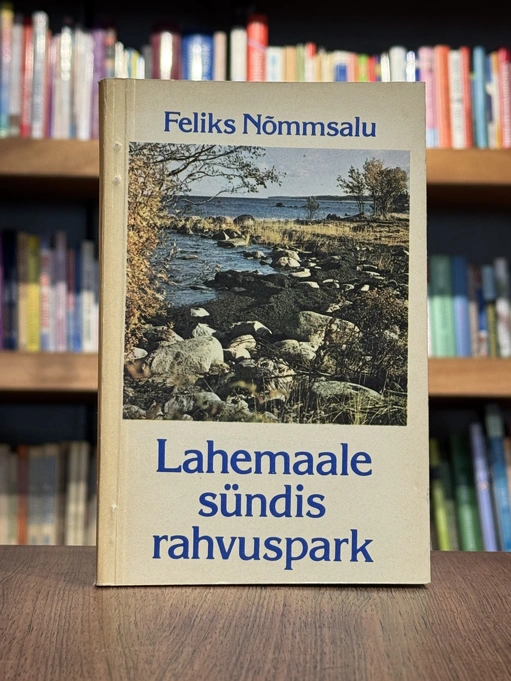 Feliks Nõmmsalu
Lahemaale
sündis
rahvuspark